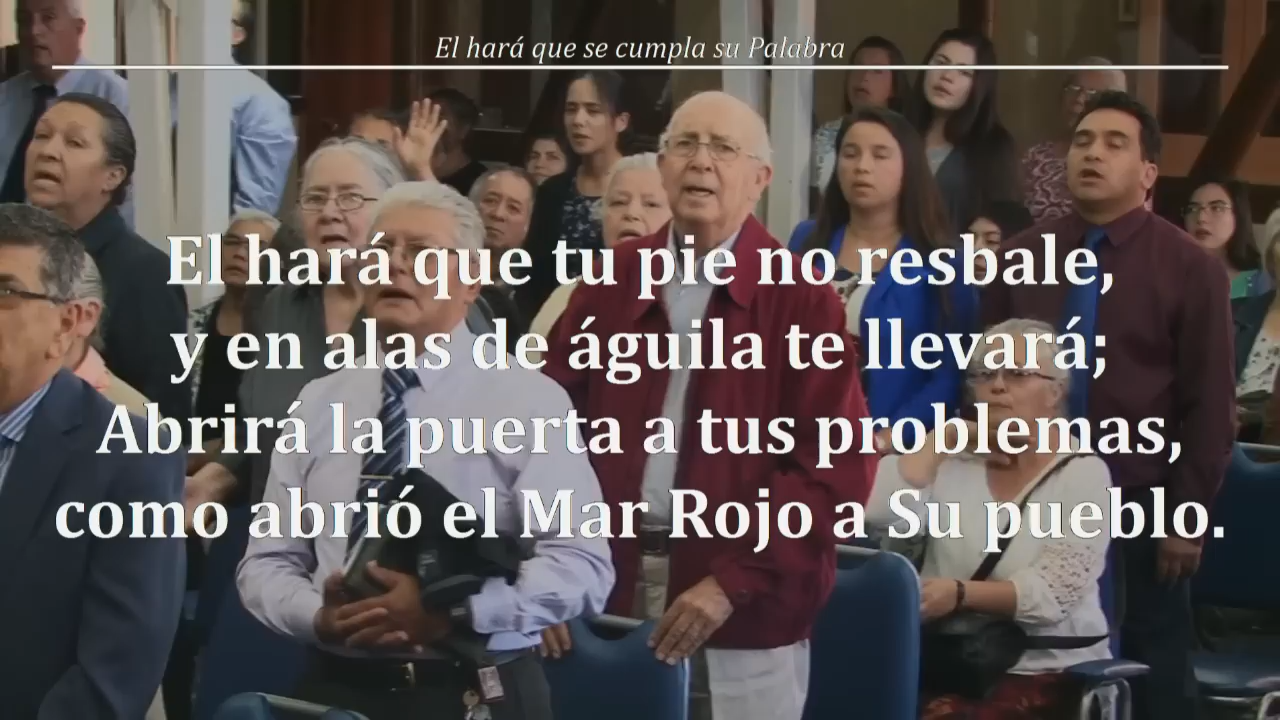 El hará que se cumpla su Palabra
El hará que tu pie no resbale,
y en alas de águila te llevará;
Abrirá la puerta a tus problemas,
como abrió el Mar Rojo a Su pueblo.